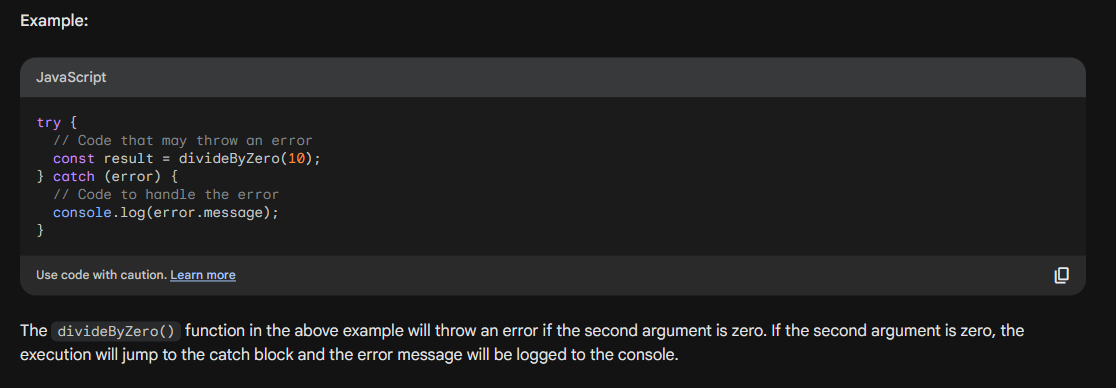 Example:
JavaScript
try {
  // Code that may throw an error
  const result = divideByZero(10);
} catch (error) {
  // Code to handle the error
  console.log(error.message);
}
Use code with caution. Learn more
The divideByZero() function in the above example will throw an error if the second argument is zero. If the second argument is zero, the
execution will jump to the catch block and the error message will be logged to the console.